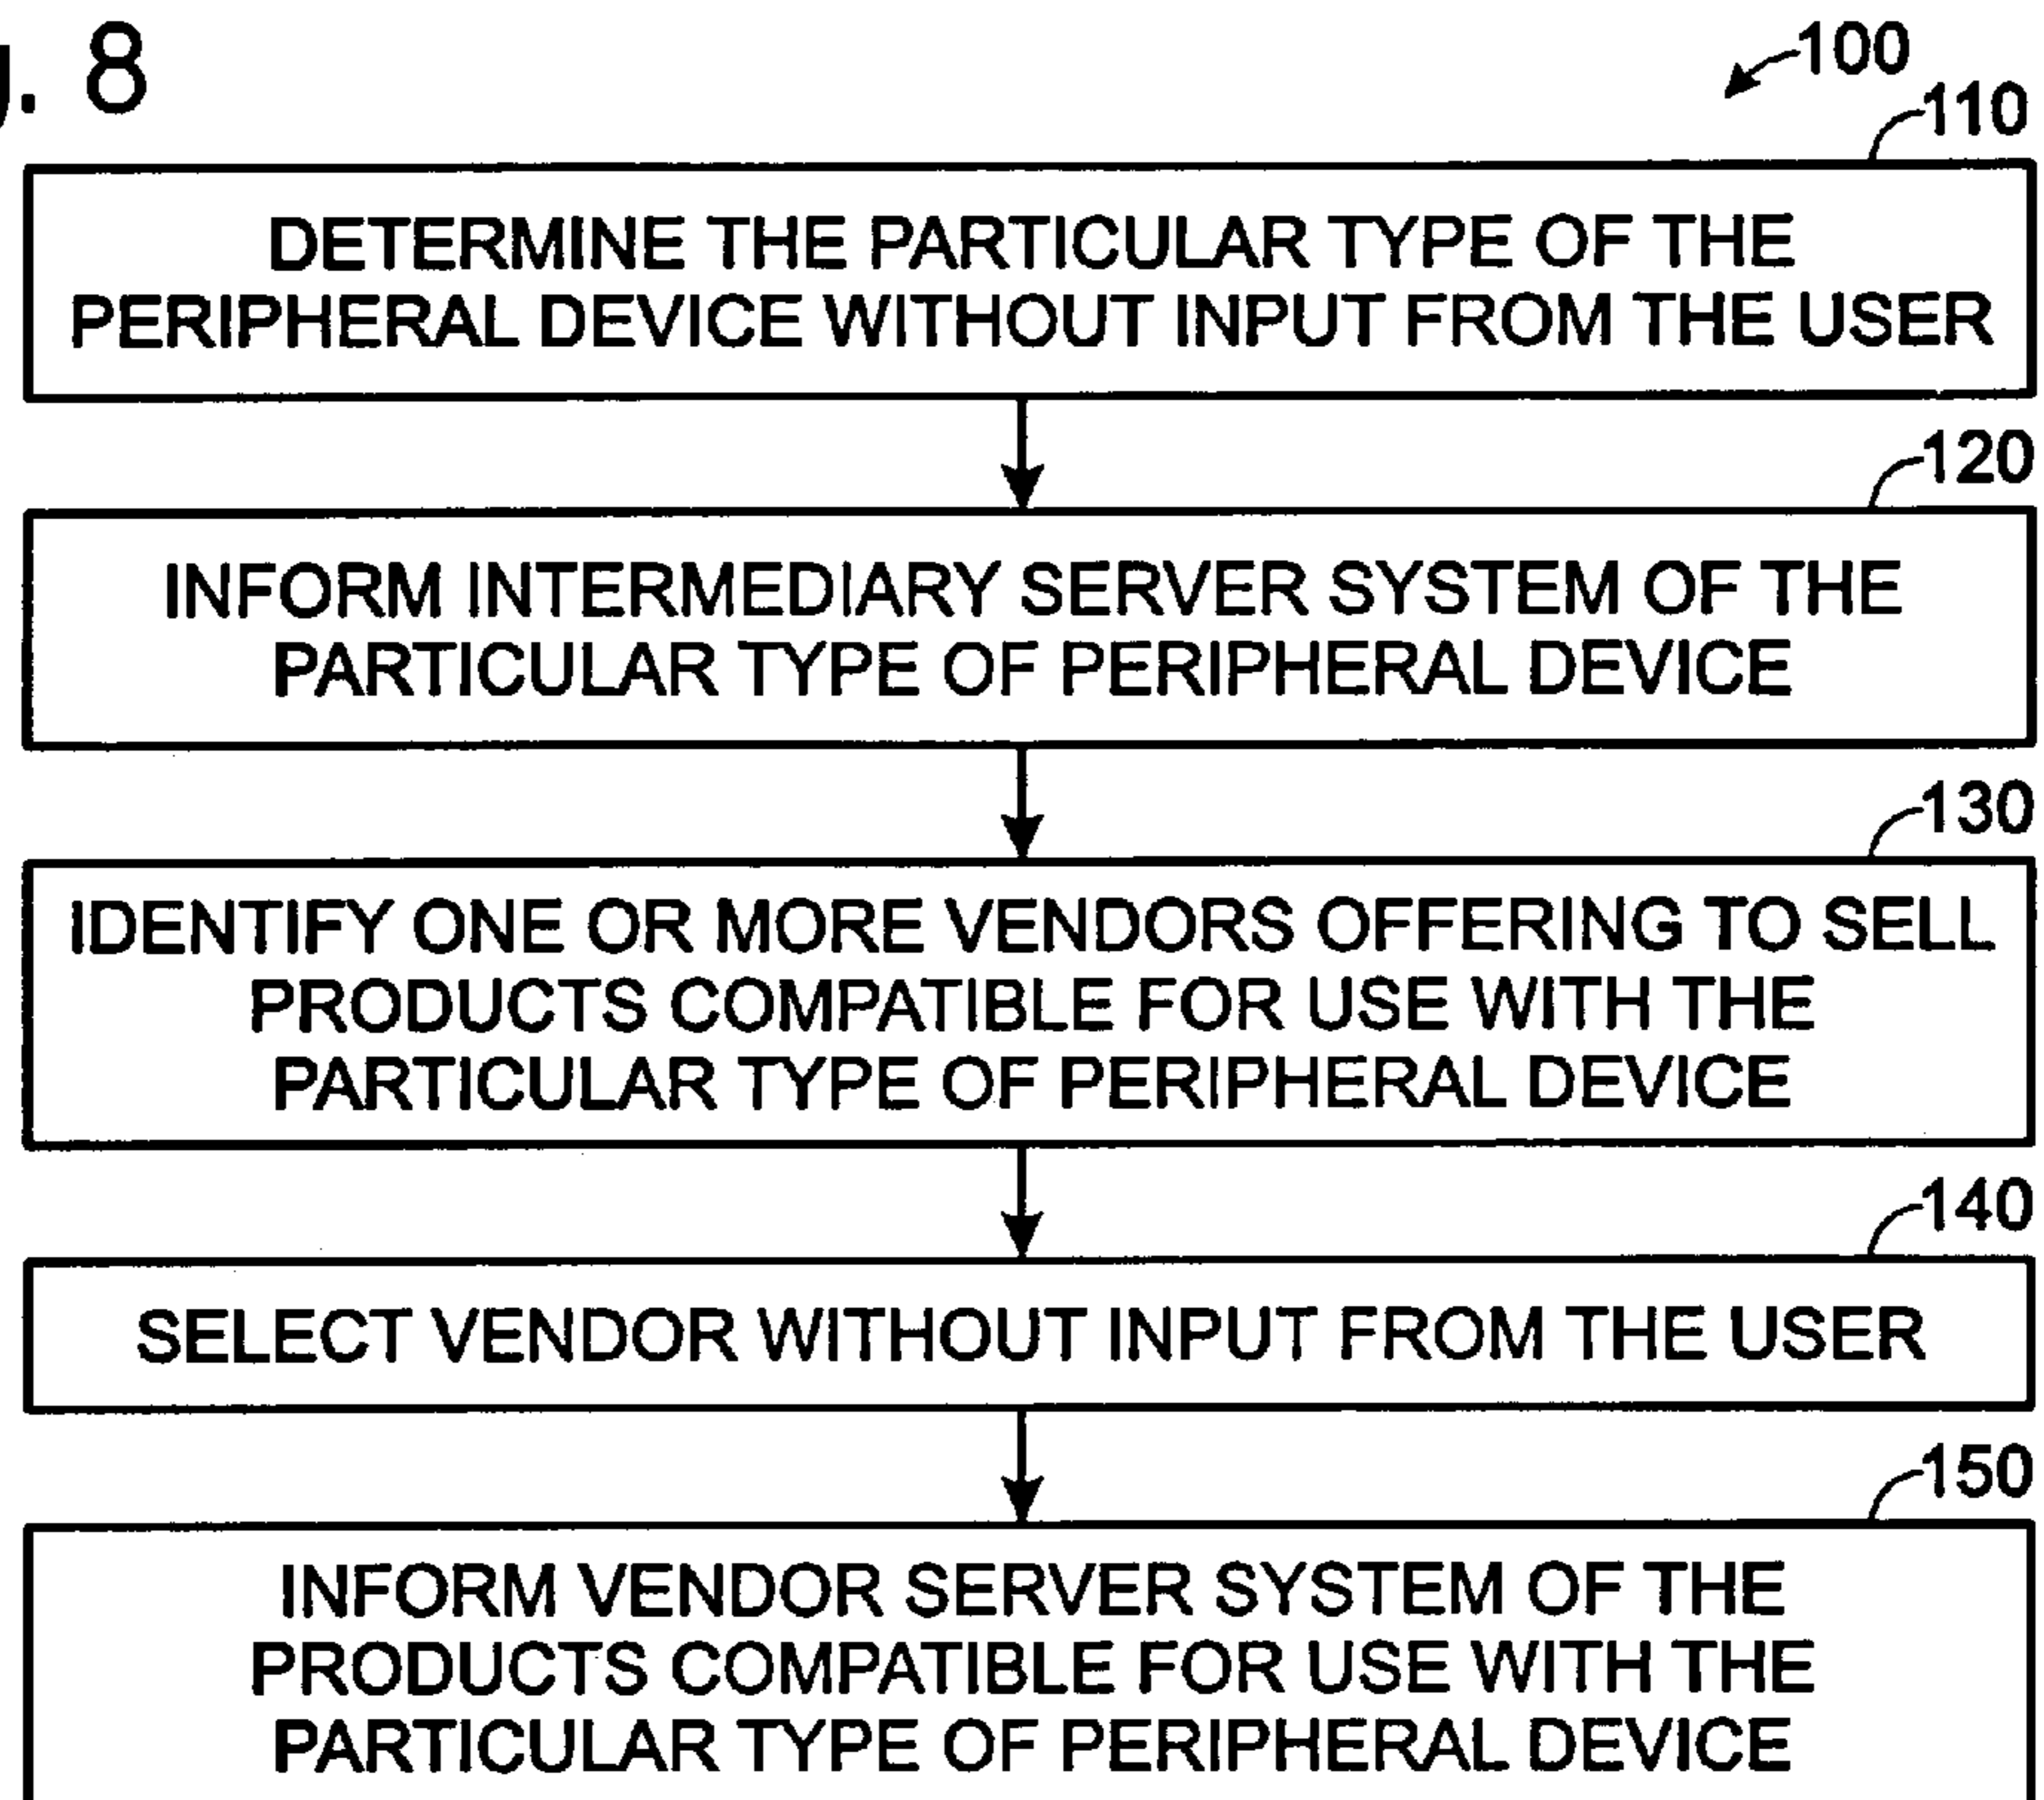 . 8
100
110
DETERMINE THE PARTICULAR TYPE OF THE
PERIPHERAL DEVICE WITHOUT INPUT FROM THE USER
120
INFORM INTERMEDIARY SERVER SYSTEM OF THE
PARTICULAR TYPE OF PERIPHERAL DEVICE
130
IDENTIFY ONE OR MORE VENDORS OFFERING TO SELL
PRODUCTS COMPATIBLE FOR USE WITH THE
PARTICULAR TYPE OF PERIPHERAL DEVICE
140
SELECT VENDOR WITHOUT INPUT FROM THE USER
150
INFORM VENDOR SERVER SYSTEM OF THE
PRODUCTS COMPATIBLE FOR USE WITH THE
PARTICULAR TYPE OF PERIPHERAL DEVICE